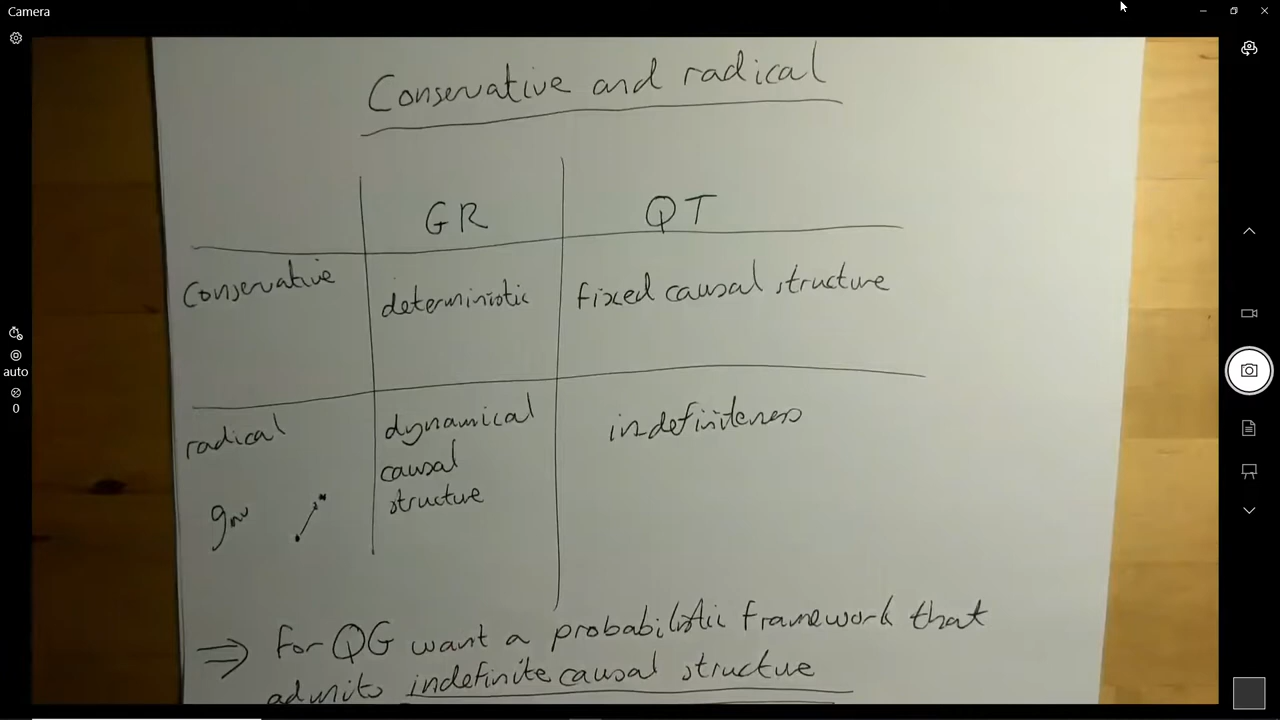 Camera
Conservative and radical
GR QT
Conservative deterministic fixed causal structure
radical dynamical indefiniteness
causal
structure
gμν
auto
0
⇒ For QG want a probabilistic framework that
admits indefinite causal structure